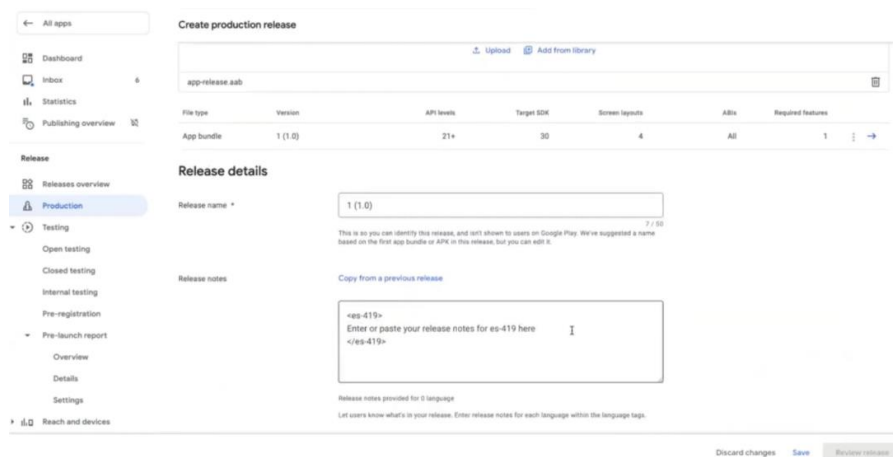 All apps
Dashboard
Inbox 6
Statistics
Publishing overview
Release
Releases overview
Production
Testing
Open testing
Closed testing
Internal testing
Pre-registration
Pre-launch report
Overview
Details
Settings
Reach and devices
Create production release
Upload Add from library
app-release.aab
File type Version API levels Target SDK Screen layouts ABIs Required features
App bundle 1 (1.0) 21+ 30 4 All 1
Release details
Release name *
1 (1.0)
7 / 50
This is so you can identify this release, and isn't shown to users on Google Play. We've suggested a name
based on the first app bundle or APK in this release, but you can edit it.
Release notes
Copy from a previous release
<es-419>
Enter or paste your release notes for es-419 here
</es-419>
Release notes provided for 0 language
Let users know what's in your release. Enter release notes for each language within the language tags.
Discard changes Save Review release